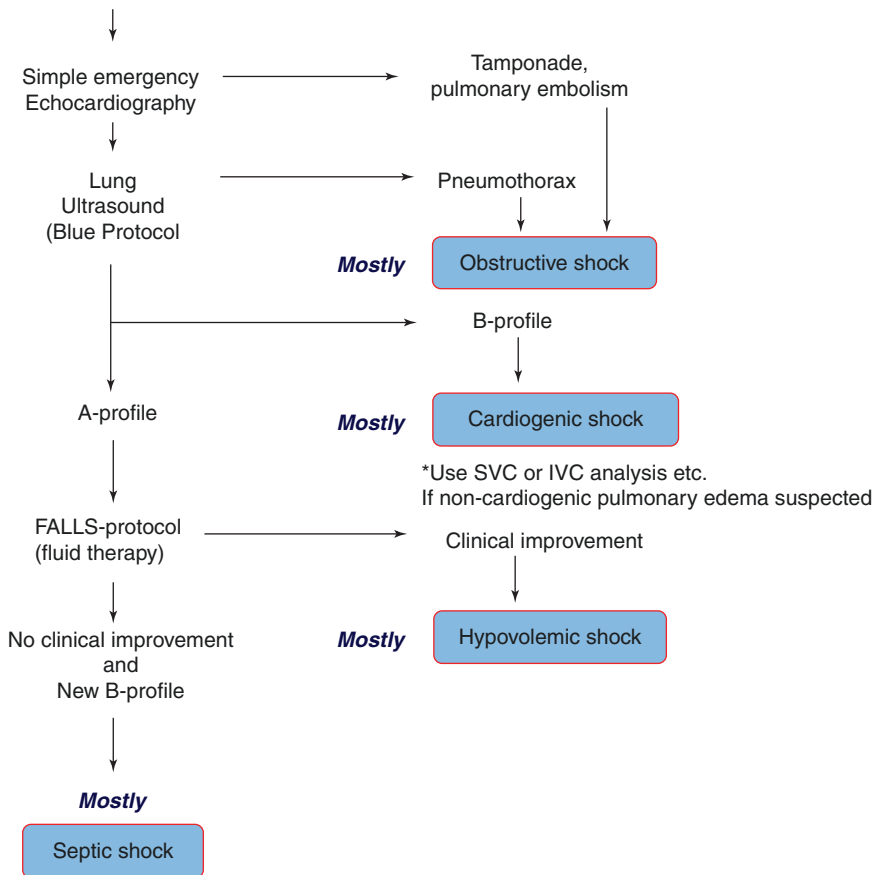 Simple emergency
Echocardiography
Tamponade,
pulmonary embolism
Lung
Ultrasound
(Blue Protocol
Pneumothorax
Mostly
Obstructive shock
B-profile
A-profile
Mostly
Cardiogenic shock
*Use SVC or IVC analysis etc.
If non-cardiogenic pulmonary edema suspected
FALLS-protocol
(fluid therapy)
Clinical improvement
No clinical improvement
and
New B-profile
Mostly
Hypovolemic shock
Mostly
Septic shock